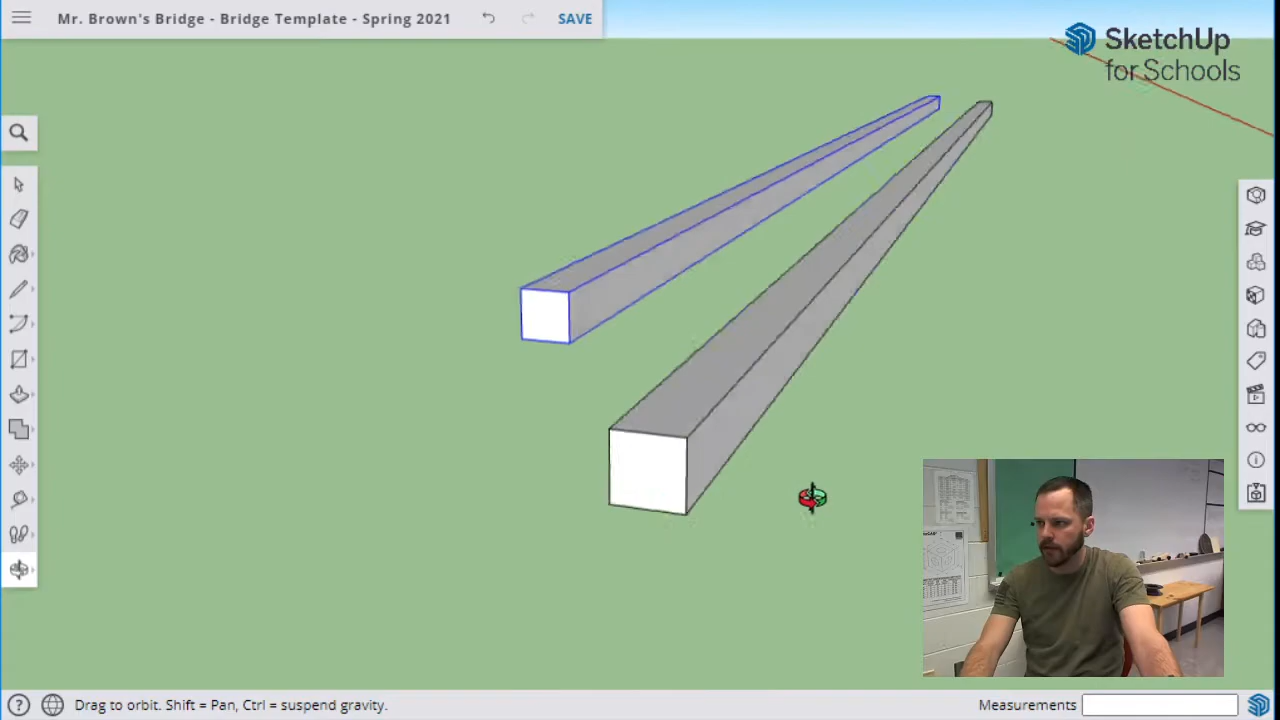 Mr. Brown's Bridge - Bridge Template - Spring 2021
SAVE
SketchUp
for Schools
? Drag to orbit. Shift = Pan, Ctrl = suspend gravity.
Measurements